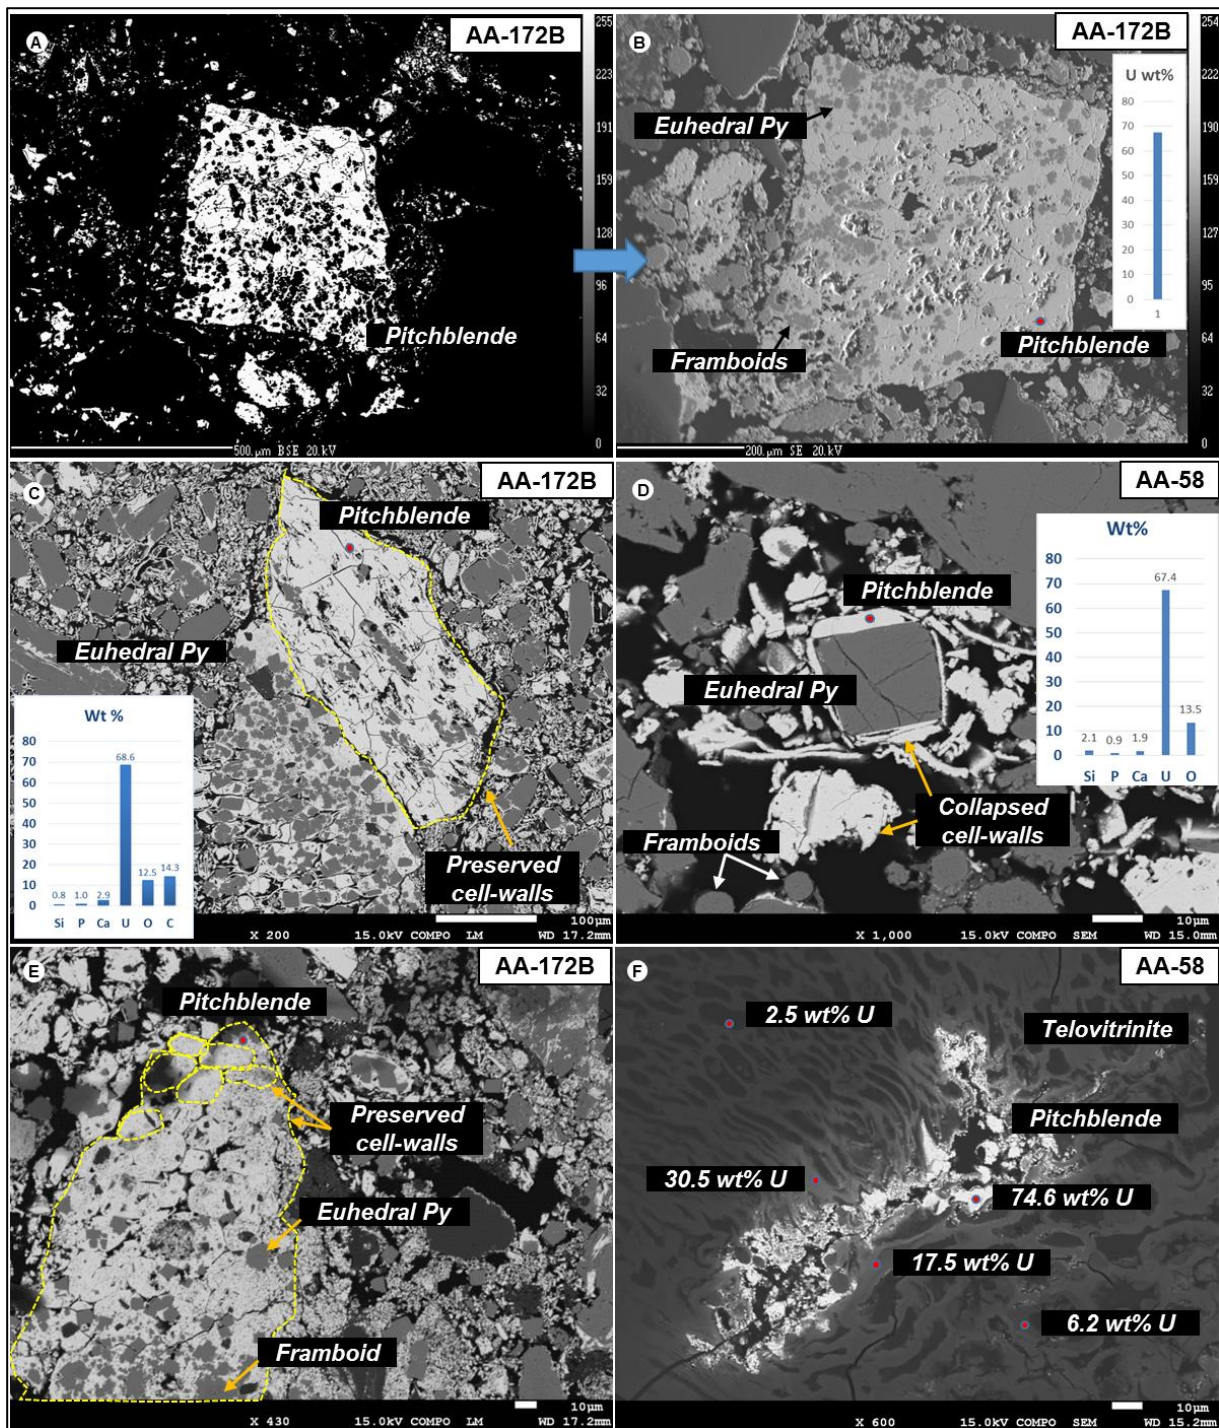 A
AA-172B
255
223
191
159
128
96
64
32
0
Pitchblende
500.µm BSE 20.kV
B
AA-172B
254
223
191
159
127
95
64
32
0
U wt%
80
70
60
50
40
30
20
10
0
1
Euhedral Py
Framboids
Pitchblende
200.µm SE 20.kV
C
AA-172B
Pitchblende
Euhedral Py
Wt %
80
70
60
50
40
30
20
10
0
0.8
1.0
2.9
68.6
12.5
14.3
Si P Ca U O C
Preserved
cell-walls
100µm
X 200 15.0kV COMPO LM WD 17.2mm
D
AA-58
Pitchblende
Euhedral Py
Wt%
80
70
60
50
40
30
20
10
0
2.1
0.9
1.9
67.4
13.5
Si P Ca U O
Collapsed
cell-walls
Framboids
10µm
X 1,000 15.0kV COMPO SEM WD 15.0mm
E
AA-172B
Pitchblende
Preserved
cell-walls
Euhedral Py
Framboid
10µm
X 430 15.0kV COMPO LM WD 17.2mm
F
AA-58
2.5 wt% U
Telovitrinite
Pitchblende
30.5 wt% U
74.6 wt% U
17.5 wt% U
6.2 wt% U
10µm
X 600 15.0kV COMPO SEM WD 15.2mm